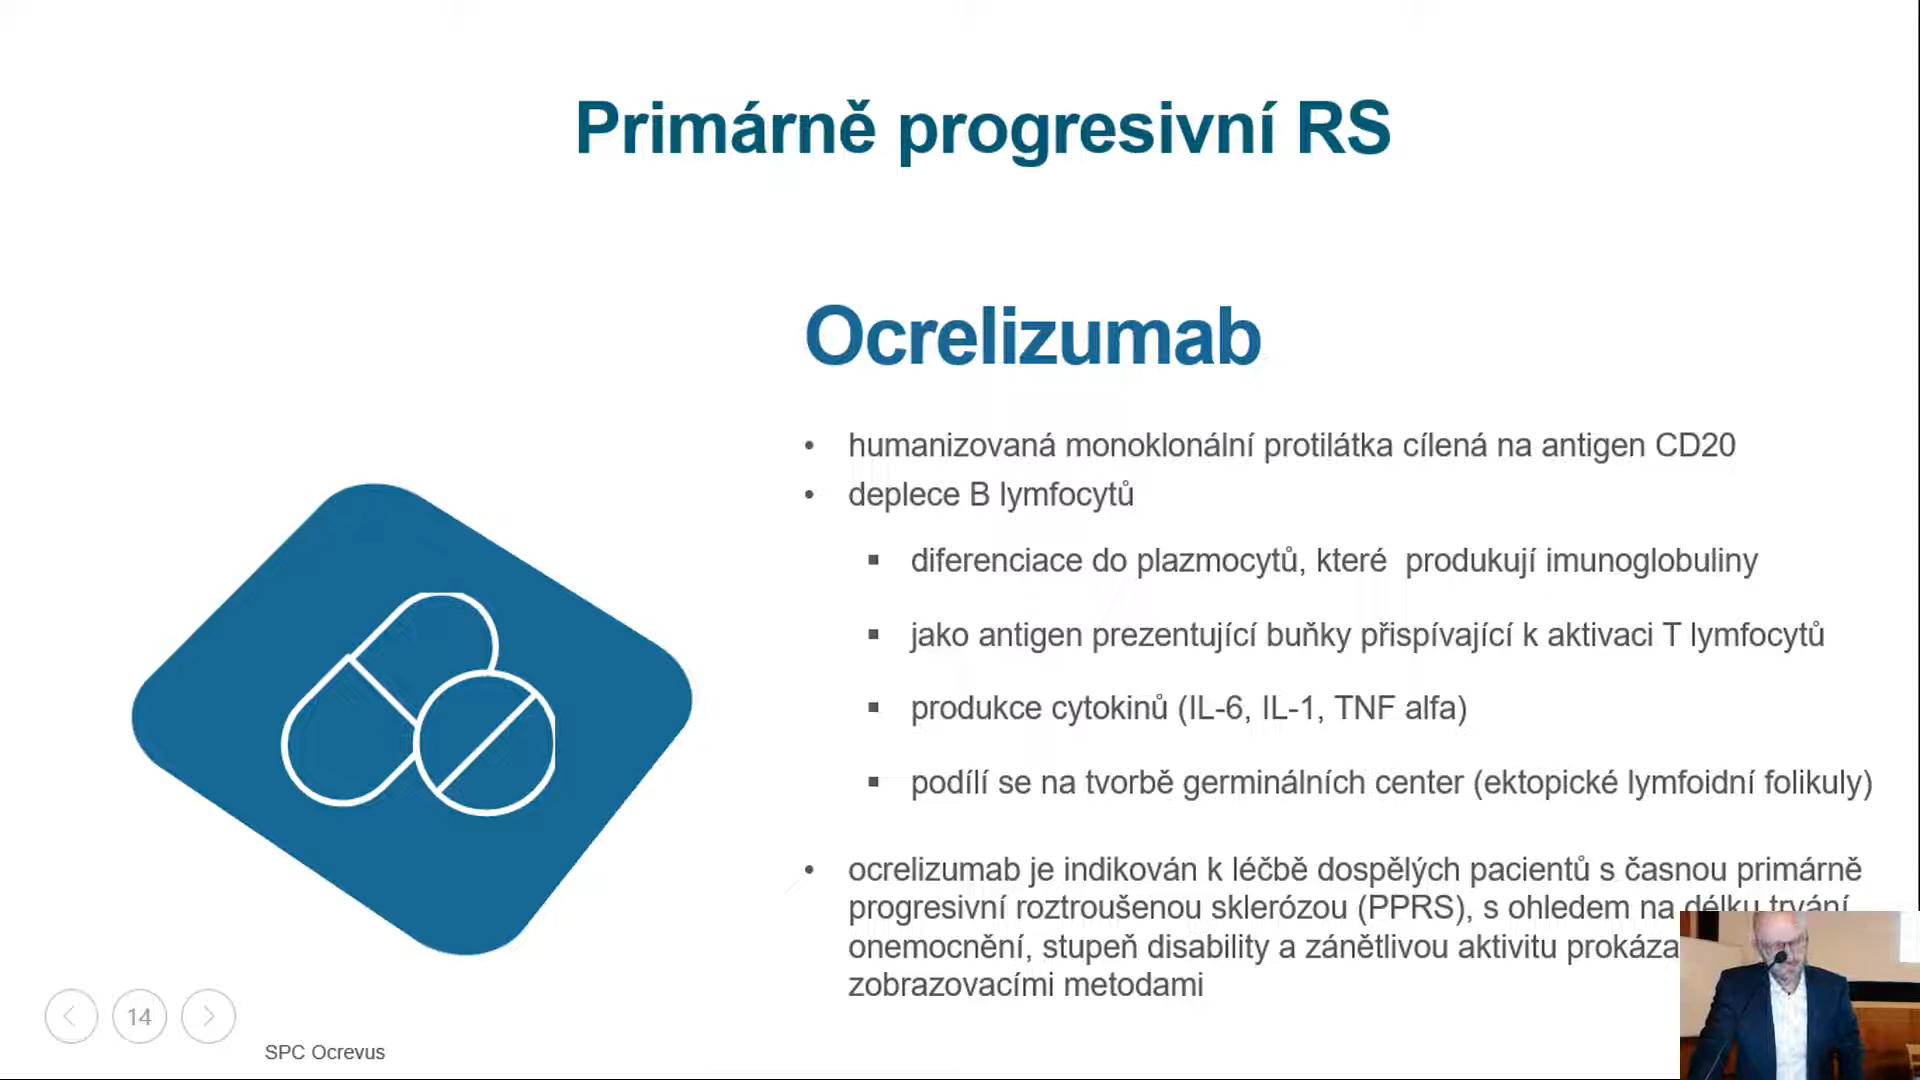 Primárně progresivní RS
Ocrelizumab
• humanizovaná monoklonální protilátka cílená na antigen CD20
• deplece B lymfocytů
▪ diferenciace do plazmocytů, které produkují imunoglobuliny
▪ jako antigen prezentující buňky přispívající k aktivaci T lymfocytů
▪ produkce cytokinů (IL-6, IL-1, TNF alfa)
▪ podílí se na tvorbě germinálních center (ektopické lymfoidní folikuly)
• ocrelizumab je indikován k léčbě dospělých pacientů s časnou primárně
progresivní roztroušenou sklerózou (PPRS), s ohledem na délku trvání
onemocnění, stupeň disability a zánětlivou aktivitu prokáza
zobrazovacími metodami
14
SPC Ocrevus